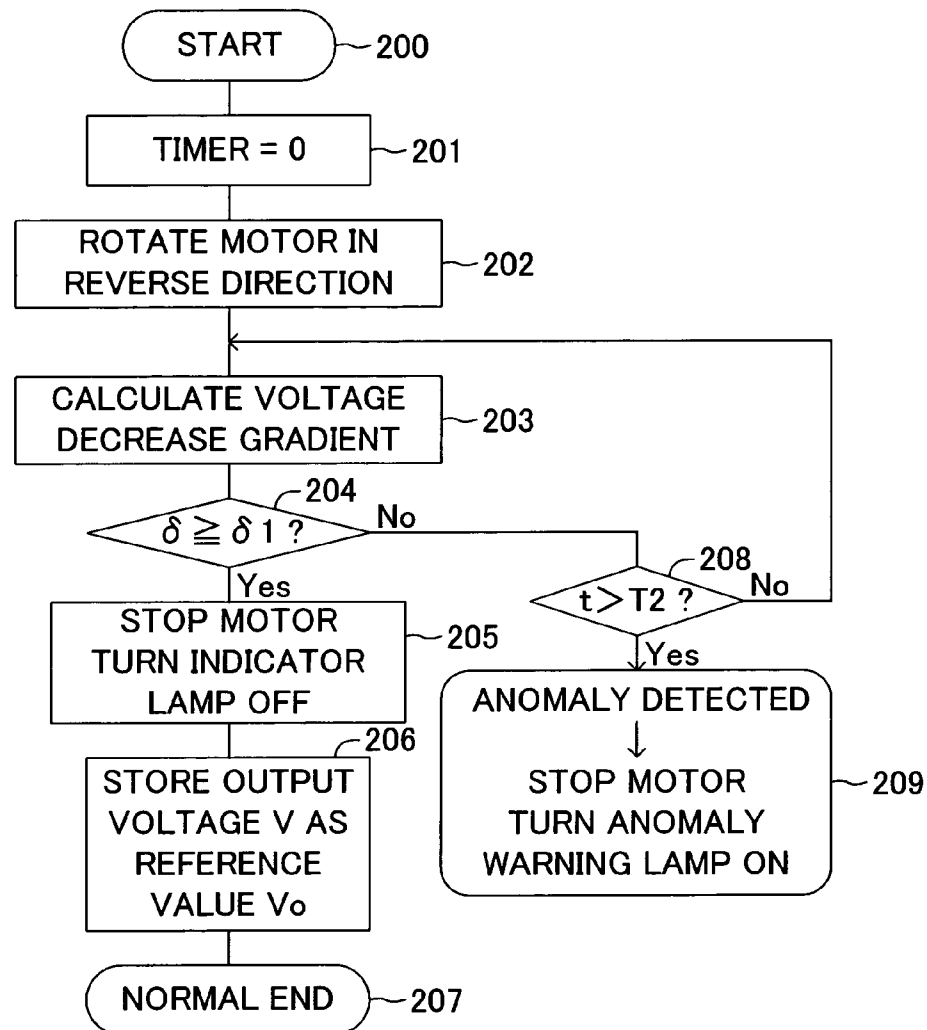 START
200
TIMER = 0
201
ROTATE MOTOR IN
REVERSE DIRECTION
202
CALCULATE VOLTAGE
DECREASE GRADIENT
203
204
δ ≧ δ 1 ?
No
Yes
208
t > T2 ?
No
Yes
STOP MOTOR
TURN INDICATOR
LAMP OFF
205
206
STORE OUTPUT
VOLTAGE V AS
REFERENCE
VALUE Vo
ANOMALY DETECTED
↓
STOP MOTOR
TURN ANOMALY
WARNING LAMP ON
209
NORMAL END
207